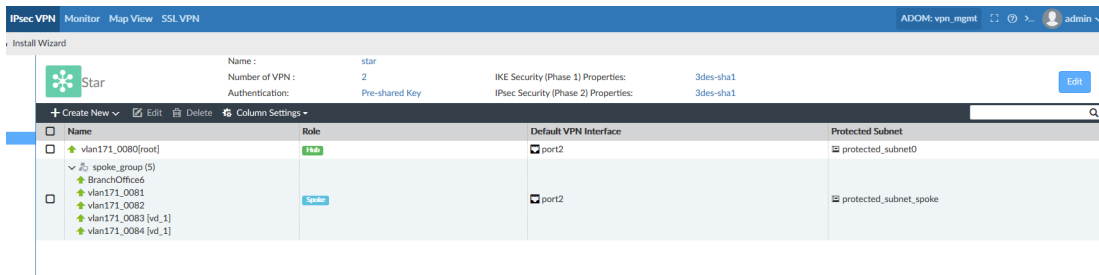 IPsec VPN Monitor Map View SSL VPN ADOM: vpn_mgmt admin
Install Wizard
Star
Name : star
Number of VPN : 2 IKE Security (Phase 1) Properties: 3des-sha1
Authentication: Pre-shared Key IPsec Security (Phase 2) Properties: 3des-sha1
Edit
Create New Edit Delete Column Settings
Name Role Default VPN Interface Protected Subnet
vlan171_0080[root] Hub port2 protected_subnet0
spoke_group (5)
BranchOffice6
vlan171_0081
vlan171_0082 Spoke port2 protected_subnet_spoke
vlan171_0083 [vd_1]
vlan171_0084 [vd_1]